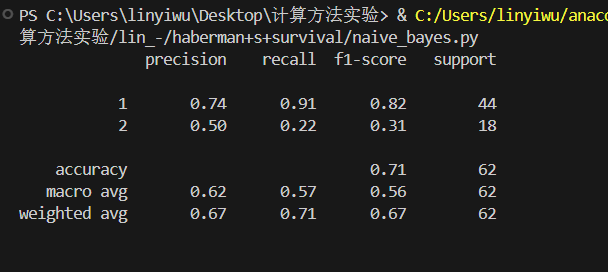 PS C:\Users\linyiwu\Desktop\计算方法实验> & C:/Users/linyiwu/anaco
算方法实验/lin_-/haberman+s+survival/naive_bayes.py
precision recall f1-score support
1 0.74 0.91 0.82 44
2 0.50 0.22 0.31 18
accuracy 0.71 62
macro avg 0.62 0.57 0.56 62
weighted avg 0.67 0.71 0.67 62